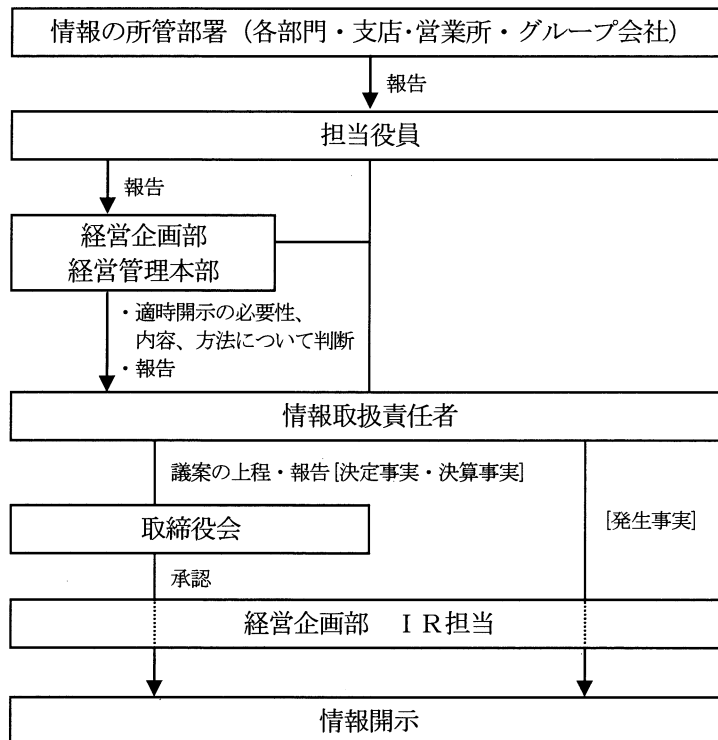 情報の所管部署（各部門・支店・営業所・グループ会社）
報告
担当役員
報告
経営企画部
経営管理本部
・適時開示の必要性、
内容、方法について判断
・報告
情報取扱責任者
議案の上程・報告[決定事実・決算事実]
[発生事実]
取締役会
承認
経営企画部　ＩＲ担当
情報開示